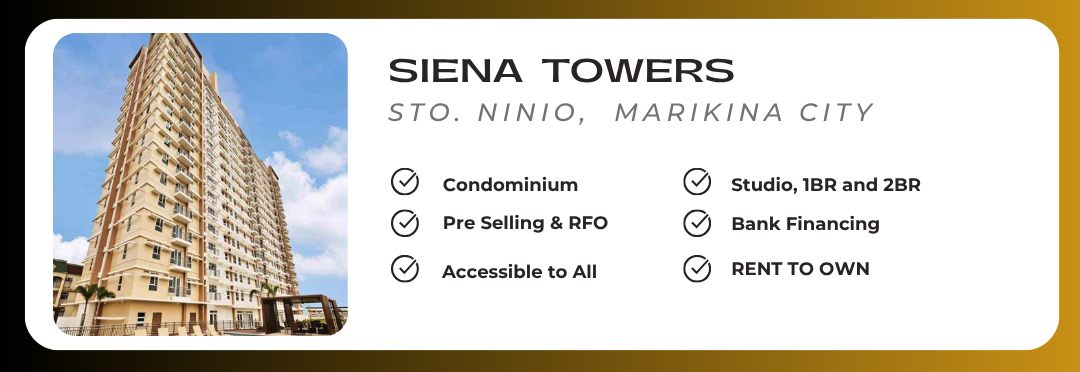 SIENA TOWERS
STO. NINIO, MARIKINA CITY
Condominium
Pre Selling & RFO
Accessible to All
Studio, 1BR and 2BR
Bank Financing
RENT TO OWN